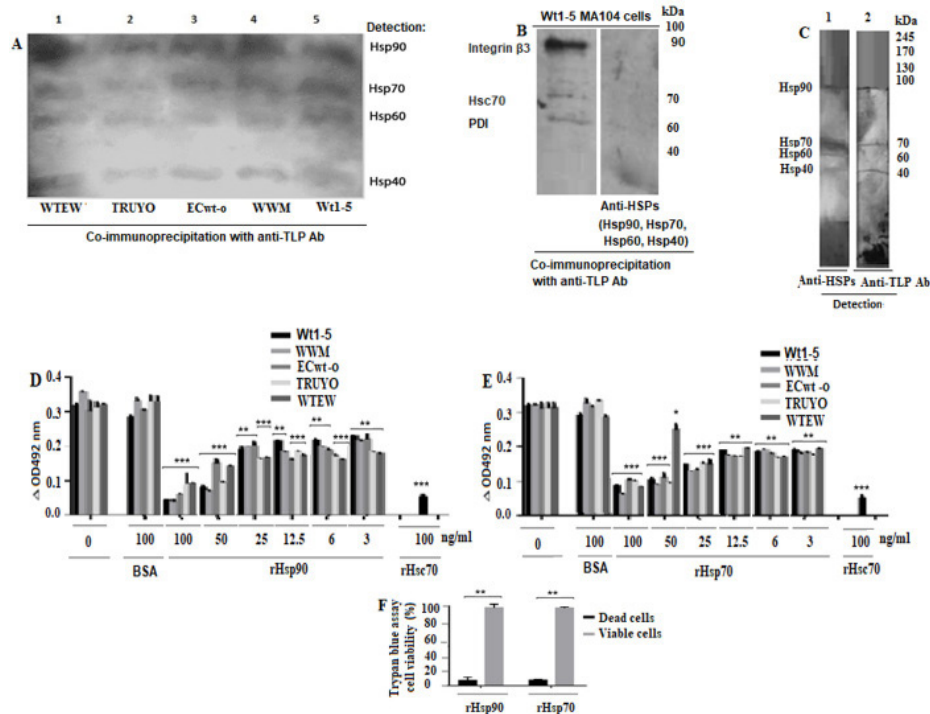 A
1 2 3 4 5
Detection:
Hsp90
Hsp70
Hsp60
Hsp40
WTEW TRUYO ECwt-o WWM Wt1-5
Co-immunoprecipitation with anti-TLP Ab
B
Wt1-5 MA104 cells
kDa
Integrin β3
Hsc70
PDI
100
90
70
60
40
Anti-HSPs
(Hsp90, Hsp70,
Hsp60, Hsp40)
Co-immunoprecipitation
with anti-TLP Ab
C
1 2
kDa
245
170
130
100
70
60
40
Hsp90
Hsp70
Hsp60
Hsp40
Anti-HSPs Anti-TLP Ab
Detection
D
Wt1-5
WWM
ECwt-o
TRUYO
WTEW
Δ OD492 nm
0.4
0.3
0.2
0.1
0.0
*** *** ** *** ** *** ** *** ** ***
0 100 100 50 25 12.5 6 3 100 ng/ml
BSA rHsp90 rHsc70
E
Wt1-5
WWM
ECwt-o
TRUYO
WTEW
Δ OD492 nm
0.4
0.3
0.2
0.1
0.0
*** *** * *** ** ** ** ***
0 100 100 50 25 12.5 6 3 100 ng/ml
BSA rHsp70 rHsc70
F
Trypan blue assay
cell viability (%)
100
80
60
40
20
0
** **
Dead cells
Viable cells
rHsp90 rHsp70